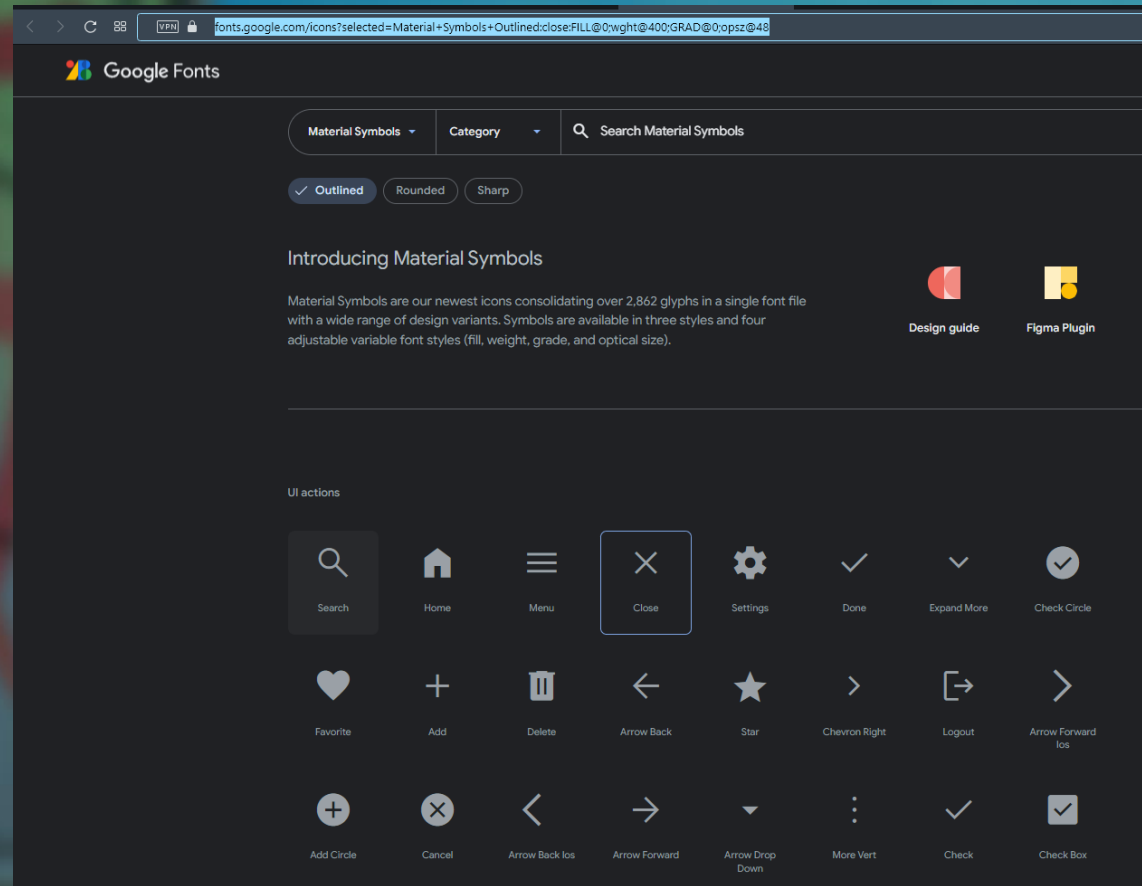 VPN
fonts.google.com/icons?selected=Material+Symbols+Outlined:close:FILL@0;wght@400;GRAD@0;opsz@48
Google Fonts
Material Symbols
Category
Search Material Symbols
Outlined
Rounded
Sharp
Introducing Material Symbols
Material Symbols are our newest icons consolidating over 2,862 glyphs in a single font file
with a wide range of design variants. Symbols are available in three styles and four
adjustable variable font styles (fill, weight, grade, and optical size).
Design guide
Figma Plugin
UI actions
Search
Home
Menu
Close
Settings
Done
Expand More
Check Circle
Favorite
Add
Delete
Arrow Back
Star
Chevron Right
Logout
Arrow Forward
Ios
Add Circle
Cancel
Arrow Back Ios
Arrow Forward
Arrow Drop
Down
More Vert
Check
Check Box